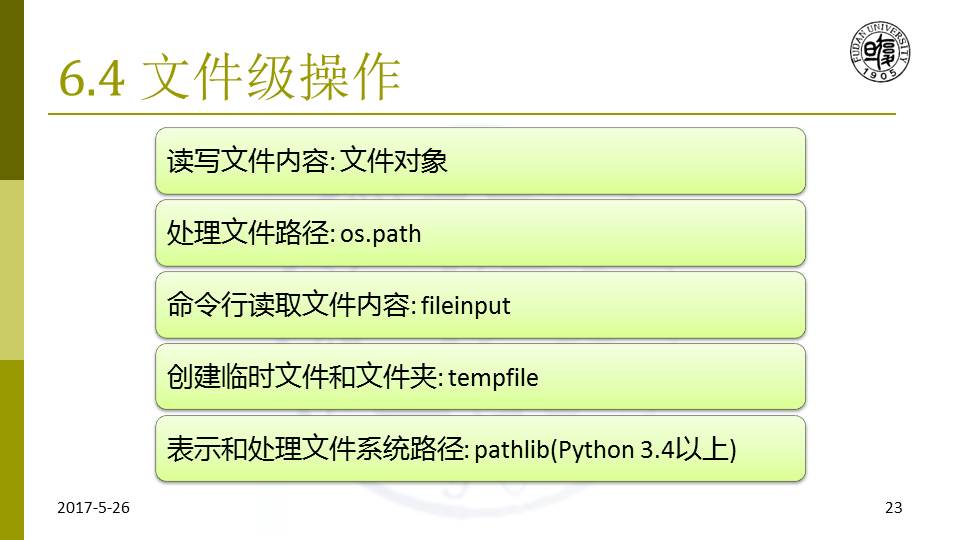 6.4 文件级操作
FUDAN UNIVERSITY
1905
读写文件内容: 文件对象
处理文件路径: os.path
命令行读取文件内容: fileinput
创建临时文件和文件夹: tempfile
表示和处理文件系统路径: pathlib(Python 3.4以上)
2017-5-26
23